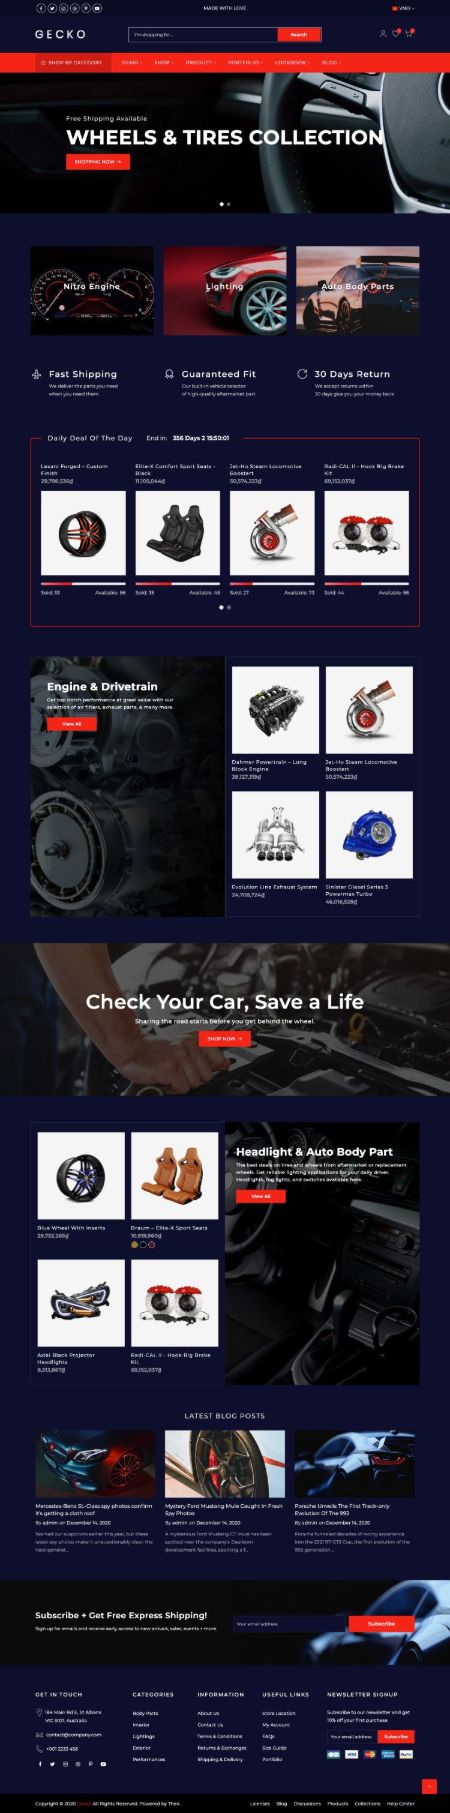 MADE WITH LOVE
VND
GECKO
I'm shopping for...
Search
SHOP BY CATEGORY
DEMO
SHOP
PRODUCT
PORTFOLIO
LOOKBOOK
BLOG
Free Shipping Available
WHEELS & TIRES COLLECTION
SHOPPING NOW
Nitro Engine
Lighting
Auto Body Parts
Fast Shipping
We deliver the parts you need
when you need them.
Guaranteed Fit
Our built-in vehicle selector
of high-quality aftermarket part
30 Days Return
We accept returns within
30 days give you your money back
Daily Deal Of The Day
End in: 356 Days 2 15:50:01
Lexani Forged – Custom
Finish
29,798,536₫
Elite-X Comfort Sport Seats -
Black
11,105,044₫
Jet-Ho Steam Locomotive
Boostert
50,574,223₫
Radi-CAL II - Hook Big Brake
Kit
69,152,037₫
Sold: 33
Available: 56
Sold: 35
Available: 45
Sold: 27
Available: 73
Sold: 44
Available: 56
Engine & Drivetrain
Get top notch performance at great value with our
selection of air filters, exhaust parts, & many more.
View All
Dahmer Powertrain – Long
Block Engine
38,127,319₫
Jet-Ho Steam Locomotive
Boostert
50,574,223₫
Evolution Line Exhaust System
24,708,724₫
Sinister Diesel Series 3
Powermax Turbo
46,016,528₫
Check Your Car, Save a Life
Sharing the road starts before you get behind the wheel.
SHOP NOW
Blue Wheel With Inserts
29,752,265₫
Braum – Elite-X Sport Seats
10,919,960₫
Axial Black Projector
Headlights
8,513,867₫
Radi-CAL II - Hook Big Brake
Kit
69,152,037₫
Headlight & Auto Body Part
The best deals on tires and wheels from aftermarket or replacement
wheels. Get reliable lighting applications for your daily driver.
Headlights, fog lights, and switches available here.
View All
LATEST BLOG POSTS
Mercedes-Benz SL-Class spy photos confirm
it's getting a cloth roof
By admin on December 14, 2020
We had our suspicions earlier this year, but these
latest spy photos make it unquestionably clear: the
next-general...
Mystery Ford Mustang Mule Caught In Fresh
Spy Photos
By admin on December 14, 2020
A mysterious Ford Mustang GT mule has been
spotted near the company's Dearborn
development facilities, sparking a f...
Porsche Unveils The First Track-only
Evolution Of The 992
By admin on December 14, 2020
Porsche funneled decades of racing experience
into the 2021 911 GT3 Cup, the first evolution of the
992-generation ...
Subscribe + Get Free Express Shipping!
Sign up for emails and receive early access to new arrivals, sales, events + more.
Your email address
Subscribe
GET IN TOUCH
184 Main Rd E, St Albans
VIC 3021, Australia
contact@company.com
+001 2233 456
CATEGORIES
Body Parts
Interior
Lightings
Exterior
Performances
INFORMATION
About Us
Contact Us
Terms & Conditions
Returns & Exchanges
Shipping & Delivery
USEFUL LINKS
Store Location
My Account
FAQs
Size Guide
Portfolio
NEWSLETTER SIGNUP
Subscribe to our newsletter and get
10% off your first purchase
Your email address
Subscribe
VISA
Copyright © 2020 Gecko All Rights Reserved. Powered by The4.
Licenses
Blog
Discussions
Products
Collections
Help Center